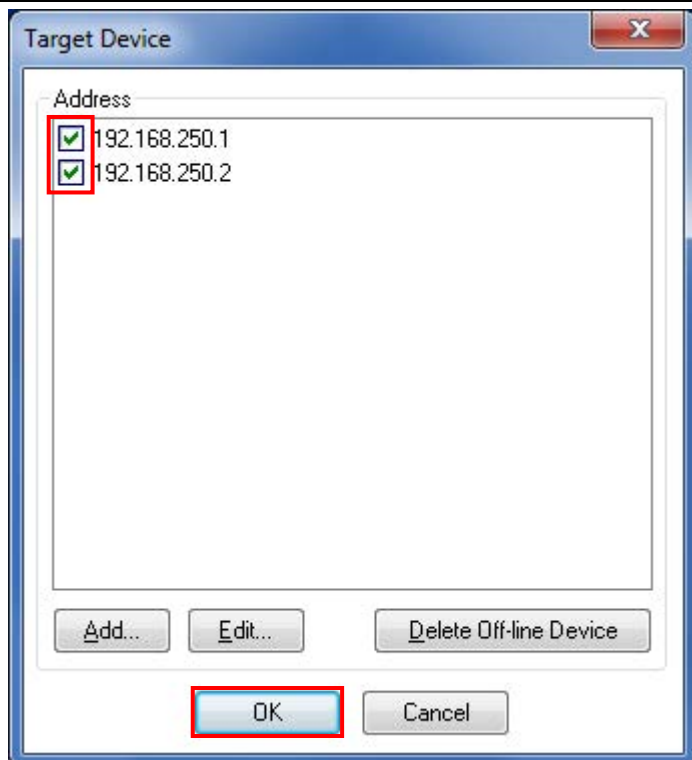 Target Device
Address
192.168.250.1
192.168.250.2
Add...
Edit...
Delete Off-line Device
OK
Cancel